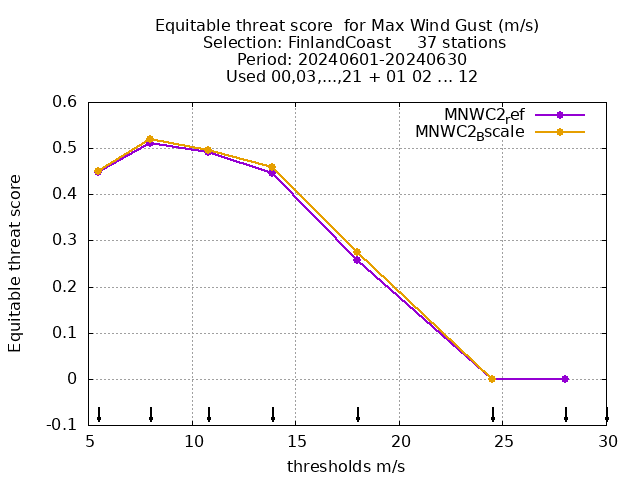 Equitable threat score  for Max Wind Gust (m/s)
Selection: FinlandCoast     37 stations
Period: 20240601-20240630
Used 00,03,...,21 + 01 02 ... 12
MNWC2ref
MNWC2Bscale
Equitable threat score
0.6
0.5
0.4
0.3
0.2
0.1
0
-0.1
5 10 15 20 25 30
thresholds m/s